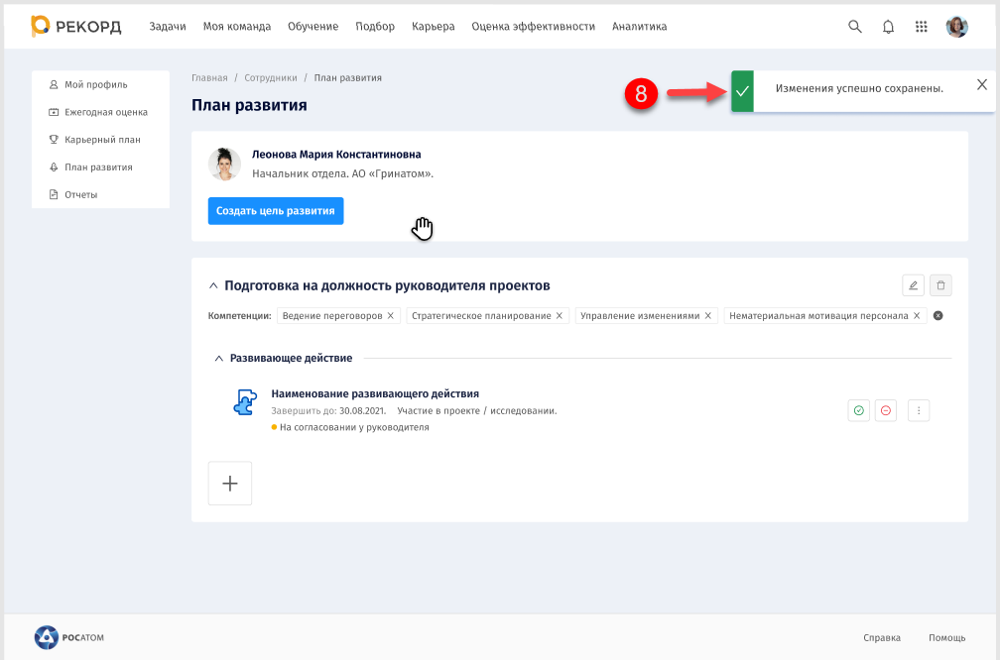 РЕКОРД Задачи Моя команда Обучение Подбор Карьера Оценка эффективности Аналитика
Мой профиль
Ежегодная оценка
Карьерный план
План развития
Отчеты
Главная / Сотрудники / План развития
План развития
8
Изменения успешно сохранены.
Леонова Мария Константиновна
Начальник отдела. АО «Гринатом».
Создать цель развития
Подготовка на должность руководителя проектов
Компетенции: Ведение переговоров X Стратегическое планирование X Управление изменениями X Нематериальная мотивация персонала X
Развивающее действие
Наименование развивающего действия
Завершить до: 30.08.2021. Участие в проекте / исследовании.
На согласовании у руководителя
РОСАТОМ Справка Помощь